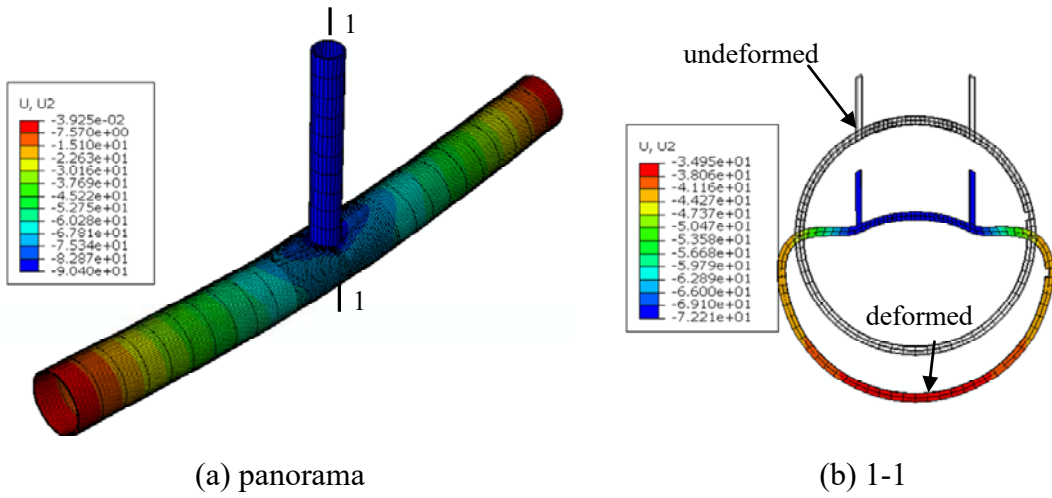 1
undeformed
U, U2
-3.925e-02
-7.570e+00
-1.510e+01
-2.263e+01
-3.016e+01
-3.769e+01
-4.522e+01
-5.275e+01
-6.028e+01
-6.781e+01
-7.534e+01
-8.287e+01
-9.040e+01
1
U, U2
-3.495e+01
-3.806e+01
-4.116e+01
-4.427e+01
-4.737e+01
-5.047e+01
-5.358e+01
-5.668e+01
-5.979e+01
-6.289e+01
-6.600e+01
-6.910e+01
-7.221e+01
deformed
(a) panorama
(b) 1-1